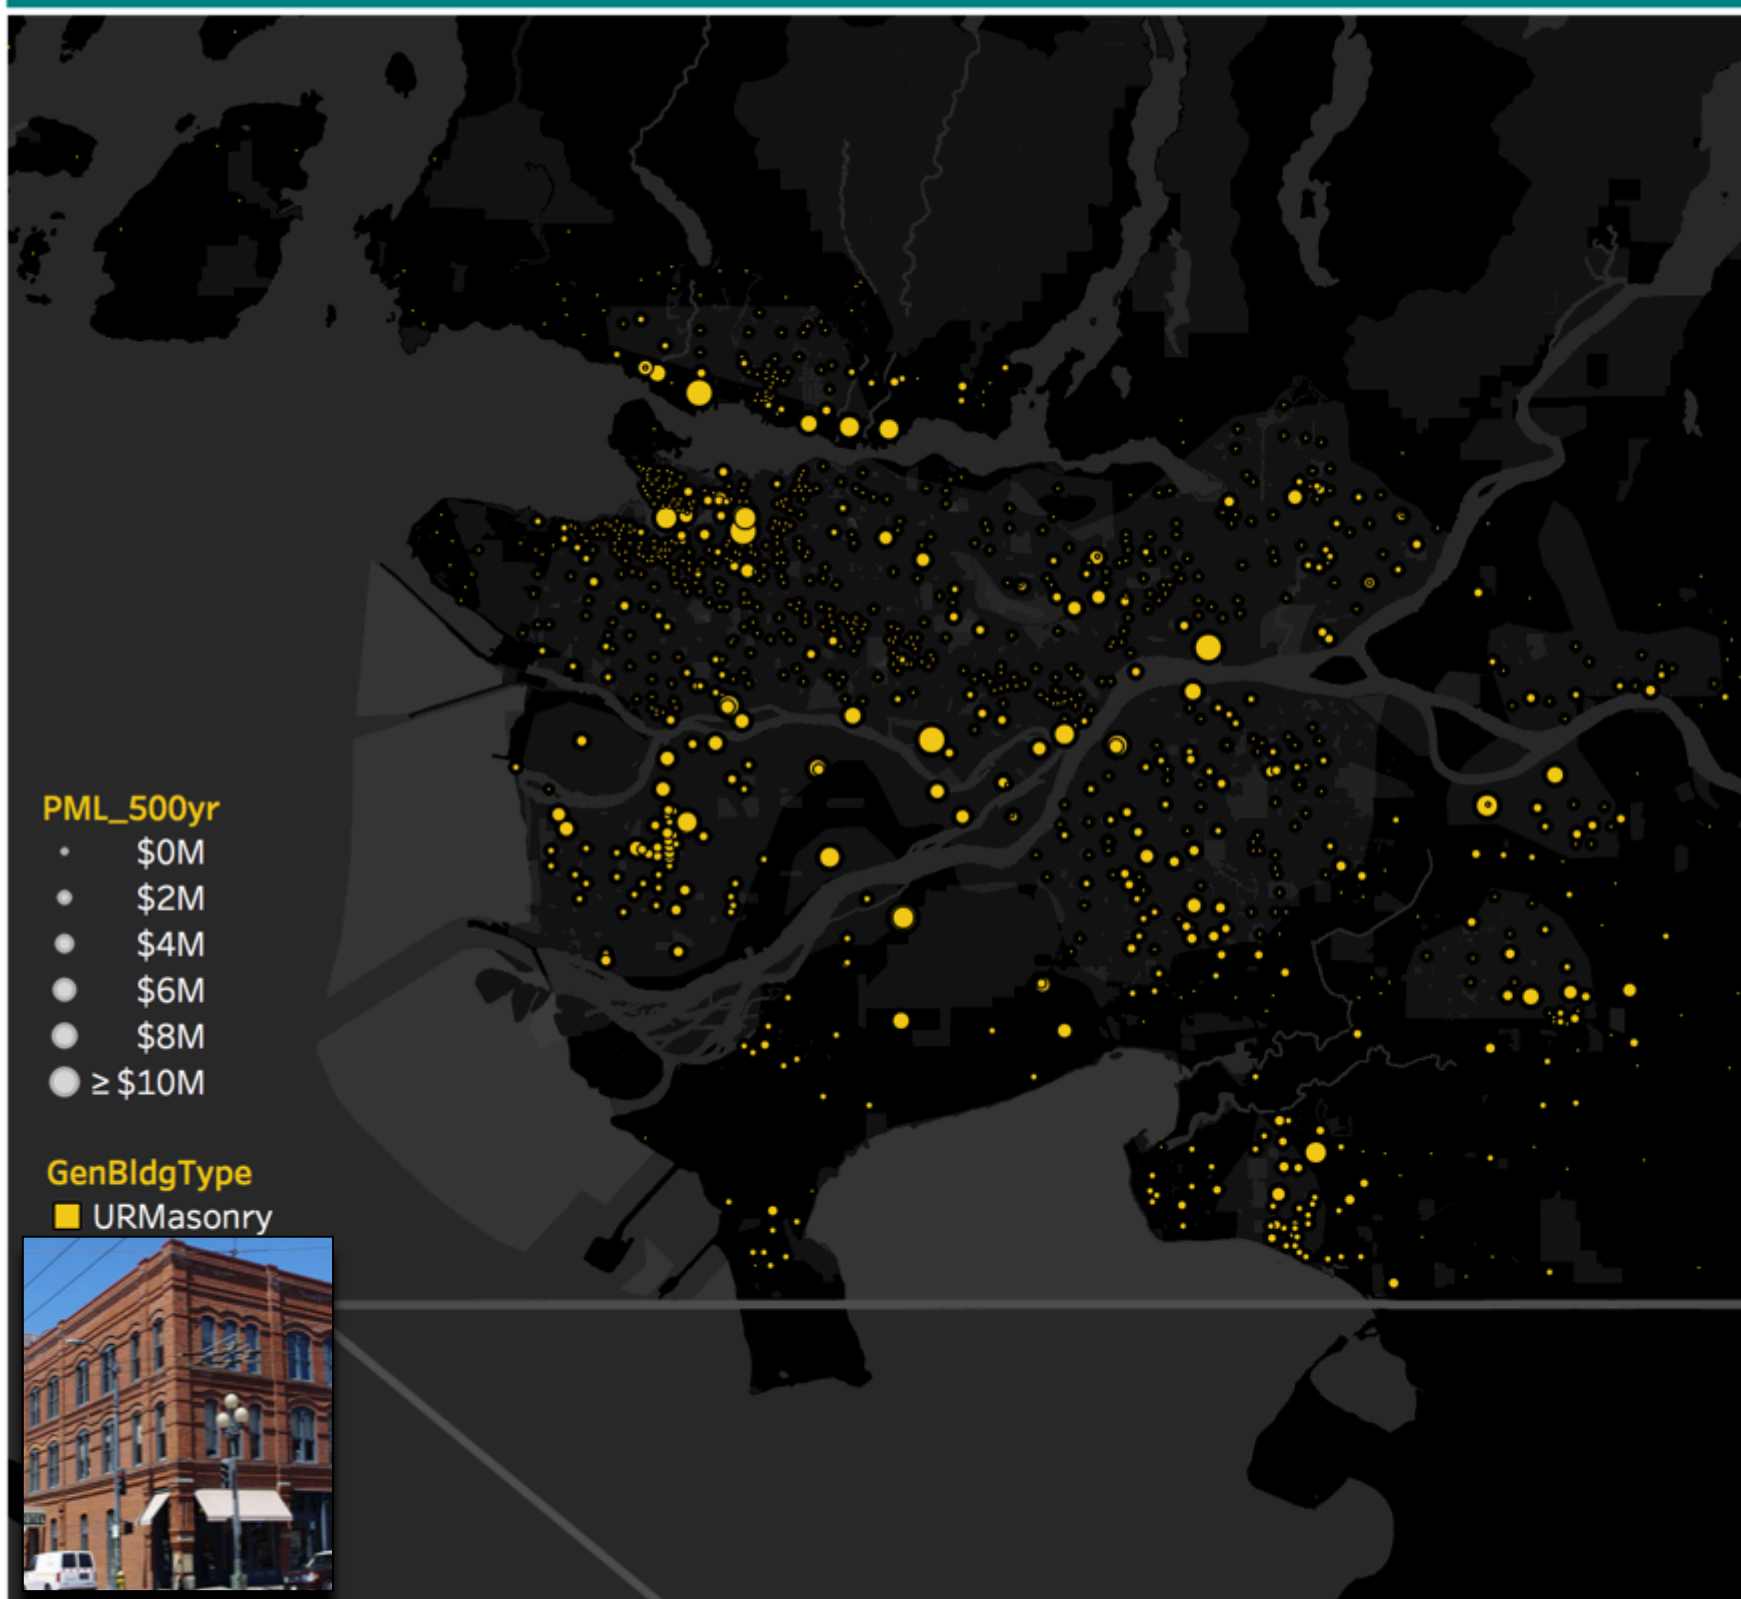 PML_500yr
$0M
$2M
$4M
$6M
$8M
≥ $10M
GenBldgType
URMasonry